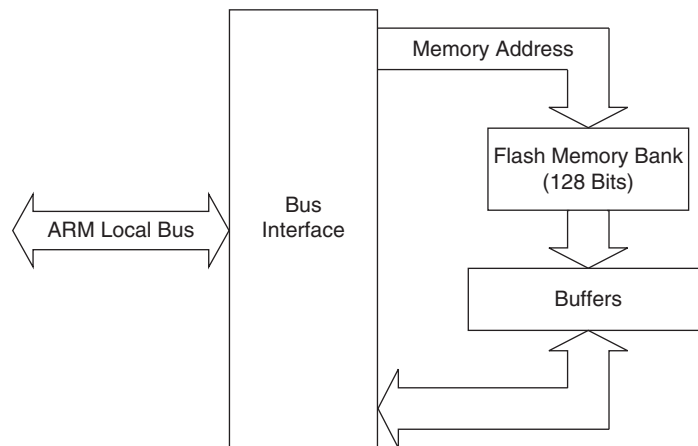 Memory Address
Flash Memory Bank
(128 Bits)
Bus
Interface
ARM Local Bus
Buffers